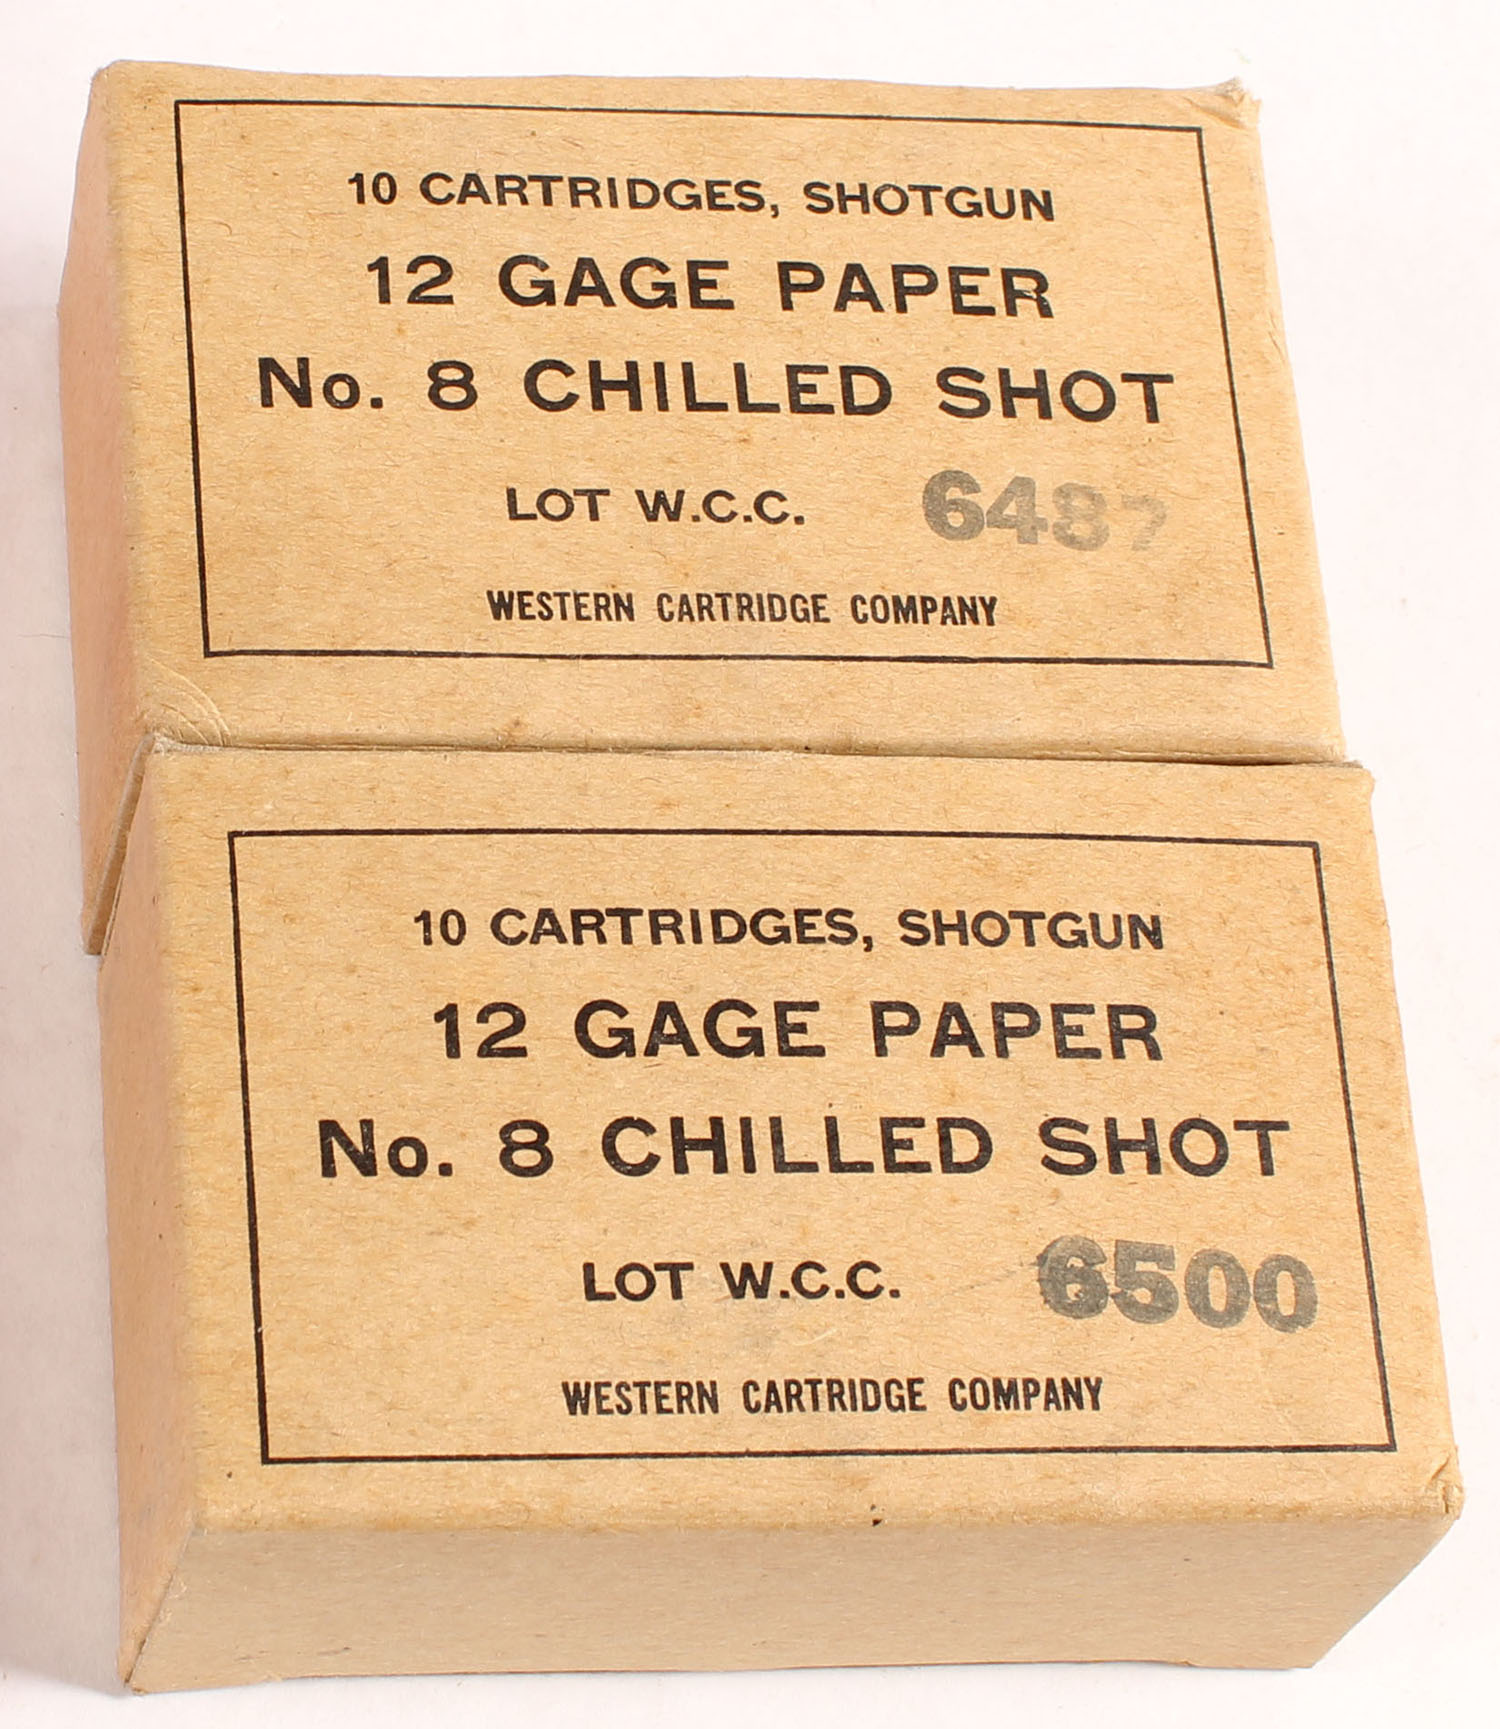 10 CARTRIDGES, SHOTGUN
12 GAGE PAPER
No. 8 CHILLED SHOT
LOT W.C.C. 6487
WESTERN CARTRIDGE COMPANY
10 CARTRIDGES, SHOTGUN
12 GAGE PAPER
No. 8 CHILLED SHOT
LOT W.C.C. 6500
WESTERN CARTRIDGE COMPANY